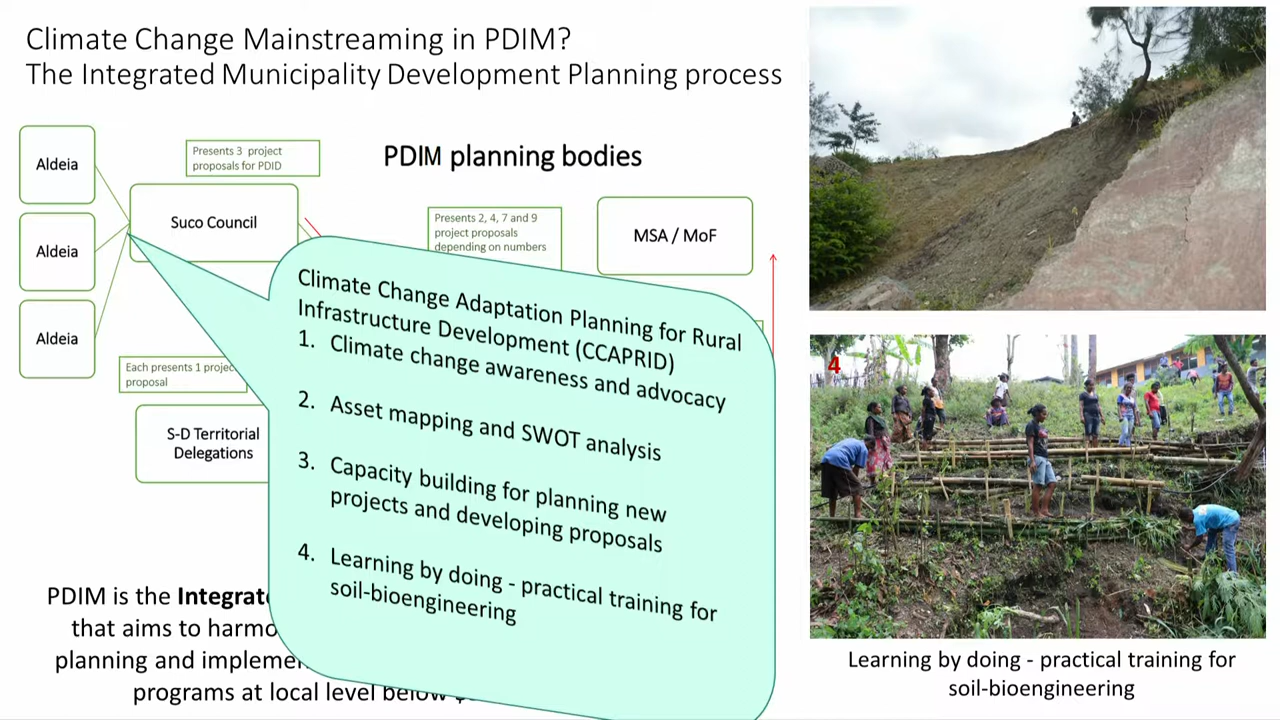 Climate Change Mainstreaming in PDIM?
The Integrated Municipality Development Planning process
Aldeia
Aldeia
Aldeia
Presents 3 project
proposals for PDID
Suco Council
PDIM planning bodies
Presents 2, 4, 7 and 9
project proposals
depending on numbers
MSA / MoF
Each presents 1
proposal
S-D Territorial
Delegations
Climate Change Adaptation Planning for Rural
Infrastructure Development (CCAPRID)
1. Climate change awareness and advocacy
2. Asset mapping and SWOT analysis
3. Capacity building for planning new
projects and developing proposals
4. Learning by doing - practical training for
soil-bioengineering
PDIM is the
that aims to
planning and
programs at local level below
4
Learning by doing - practical training for
soil-bioengineering